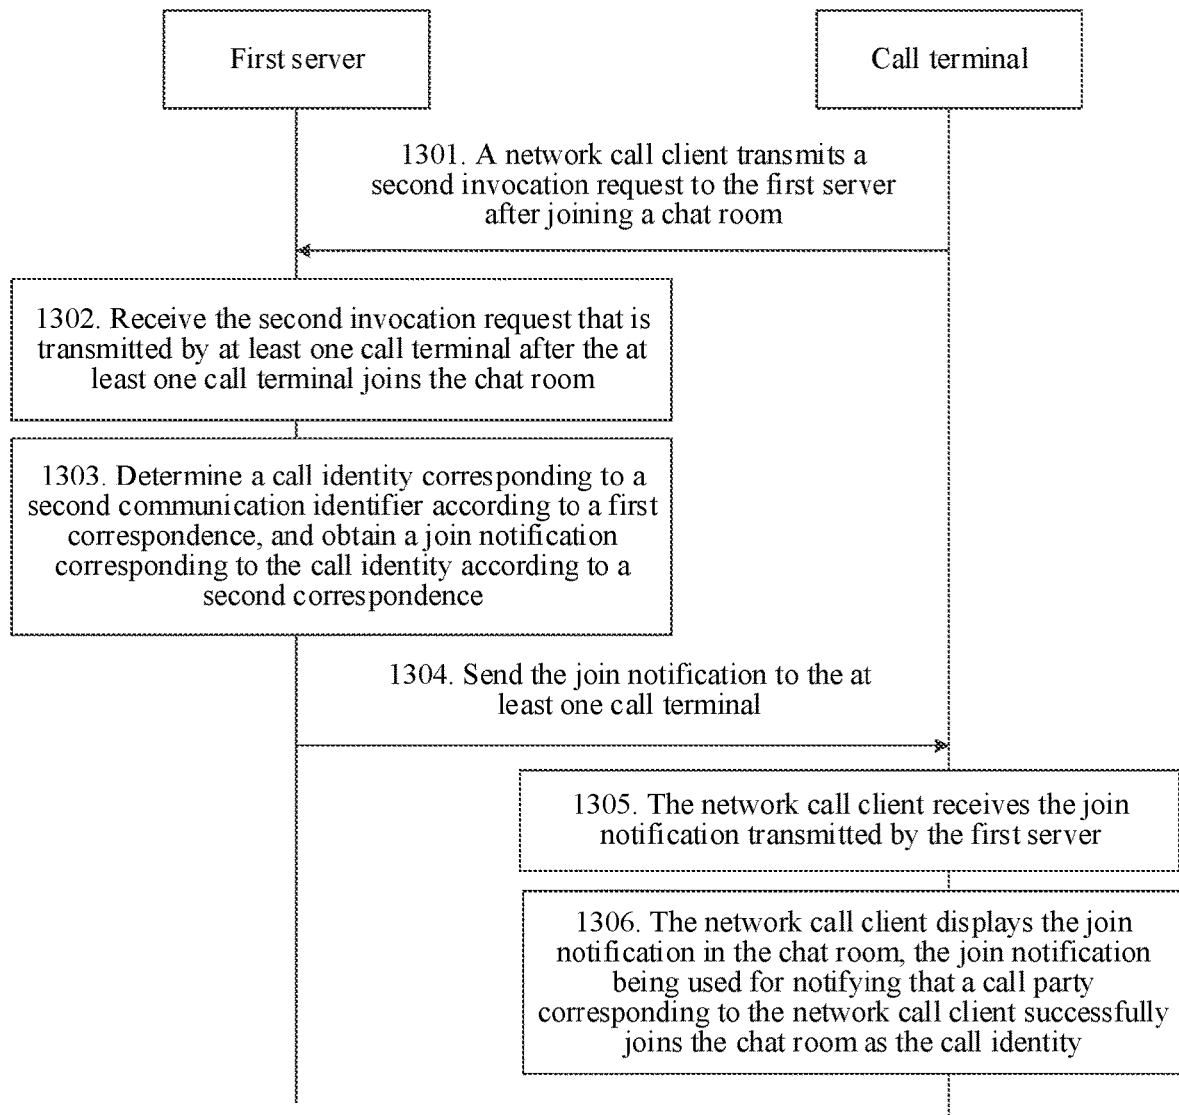 First server
Call terminal
1301. A network call client transmits a
second invocation request to the first server
after joining a chat room
1302. Receive the second invocation request that is
transmitted by at least one call terminal after the at
least one call terminal joins the chat room
1303. Determine a call identity corresponding to a
second communication identifier according to a first
correspondence, and obtain a join notification
corresponding to the call identity according to a
second correspondence
1304. Send the join notification to the at
least one call terminal
1305. The network call client receives the join
notification transmitted by the first server
1306. The network call client displays the join
notification in the chat room, the join notification
being used for notifying that a call party
corresponding to the network call client successfully
joins the chat room as the call identity